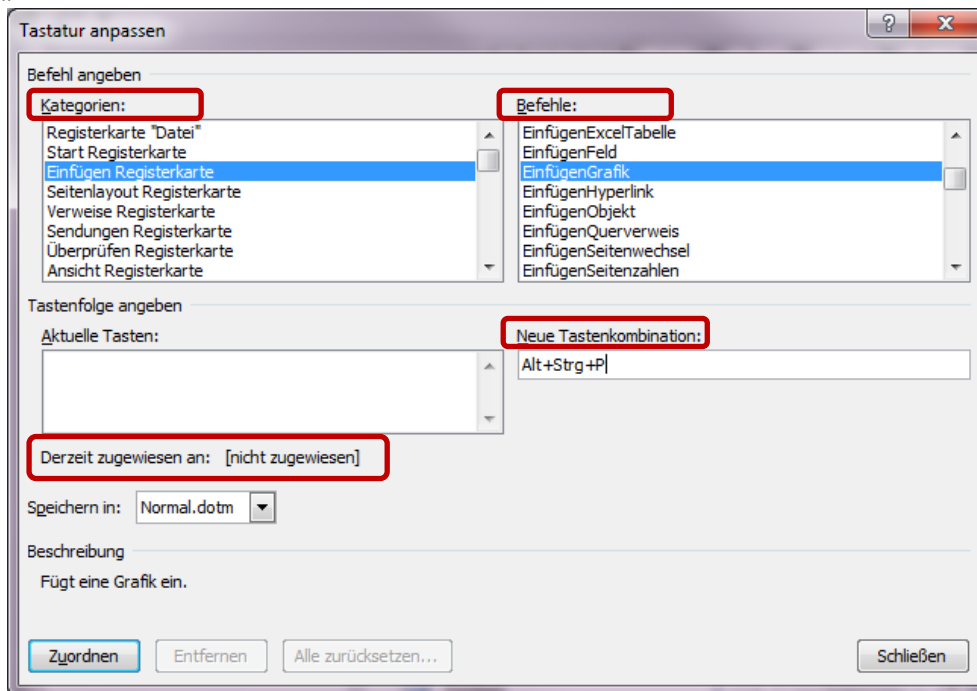 Tastatur anpassen
Befehl angeben
Kategorien:
Befehle:
Registerkarte "Datei"
Start Registerkarte
Einfügen Registerkarte
Seitenlayout Registerkarte
Verweise Registerkarte
Sendungen Registerkarte
Überprüfen Registerkarte
Ansicht Registerkarte
EinfügenExcelTabelle
EinfügenFeld
EinfügenGrafik
EinfügenHyperlink
EinfügenObjekt
EinfügenQuerverweis
EinfügenSeitenwechsel
EinfügenSeitenzahlen
Tastenfolge angeben
Aktuelle Tasten:
Neue Tastenkombination:
Alt+Strg+P
Derzeit zugewiesen an: [nicht zugewiesen]
Speichern in: Normal.dotm
Beschreibung
Fügt eine Grafik ein.
Zuordnen Entfernen Alle zurücksetzen... Schließen